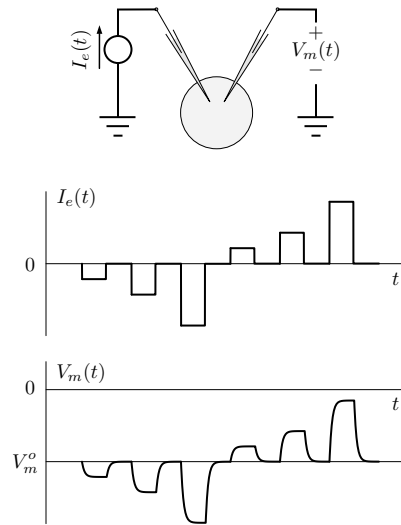 I_e(t)
+
V_m(t)
−
I_e(t)
0
t
V_m(t)
0
t
V_m^o